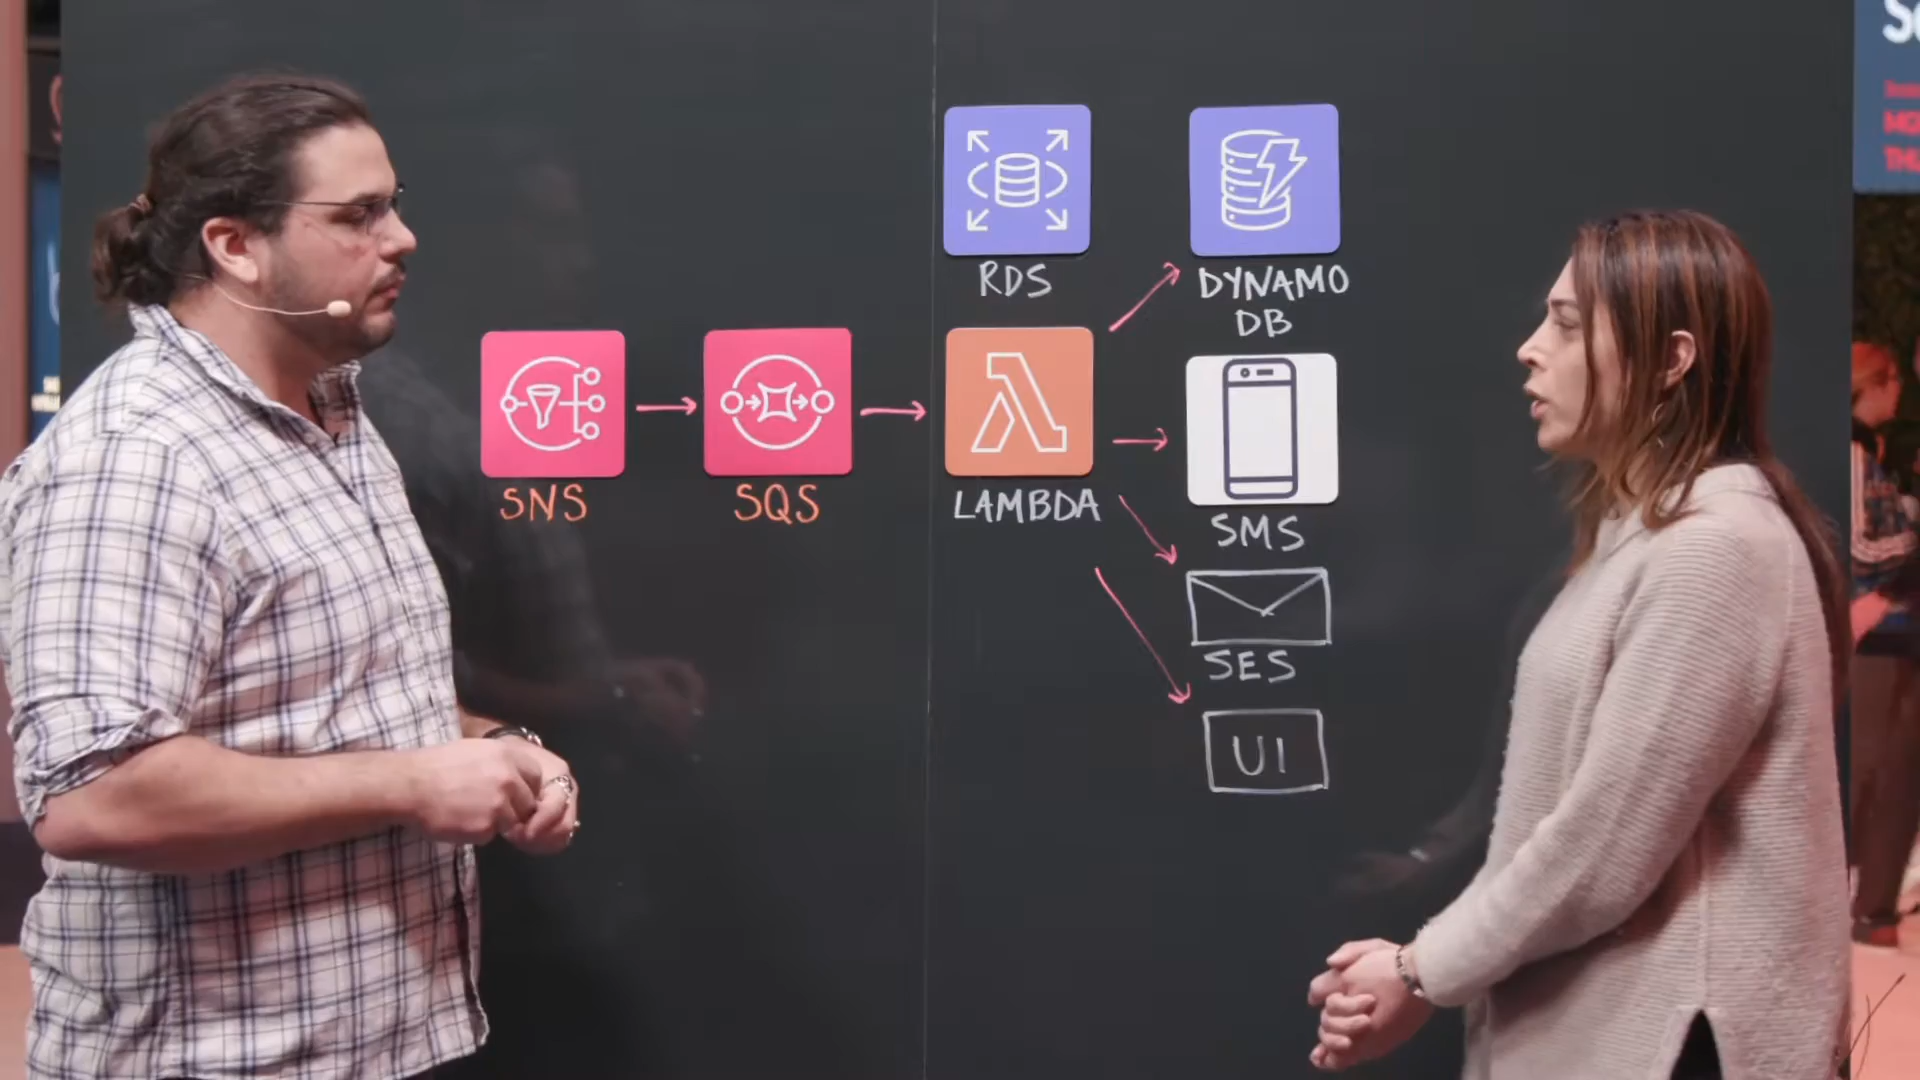 RDS
DYNAMO
DB
SNS
SQS
LAMBDA
SMS
SES
UI